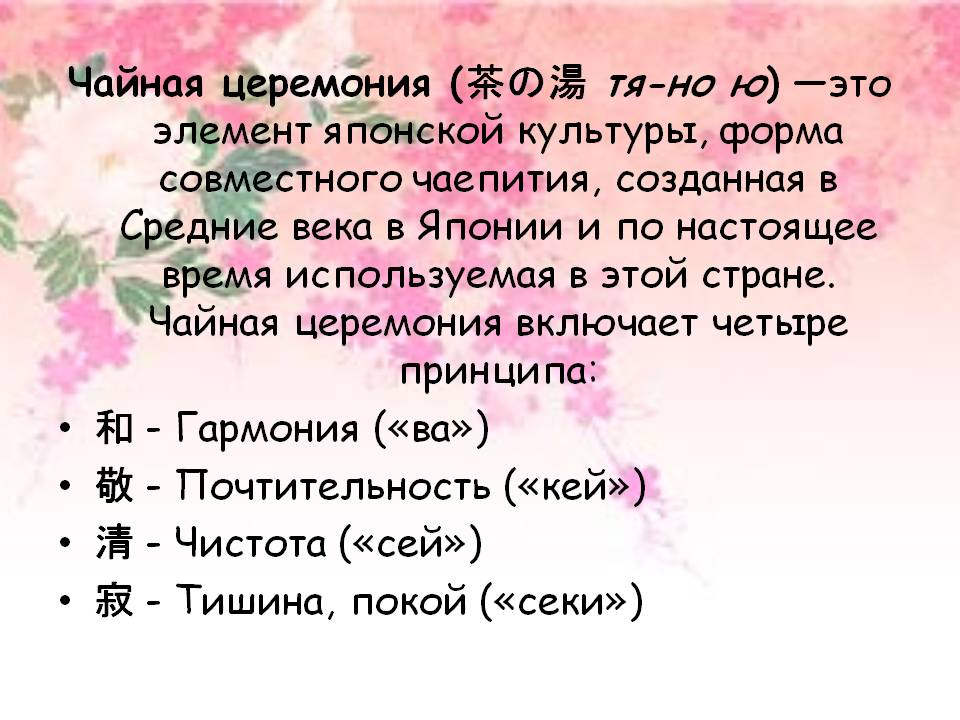 Чайная церемония (茶の湯 тя-но ю) —это
элемент японской культуры, форма
совместного чаепития, созданная в
Средние века в Японии и по настоящее
время используемая в этой стране.
Чайная церемония включает четыре
принципа:
• 和 - Гармония («ва»)
• 敬 - Почтительность («кей»)
• 清 - Чистота («сей»)
• 寂 - Тишина, покой («секи»)